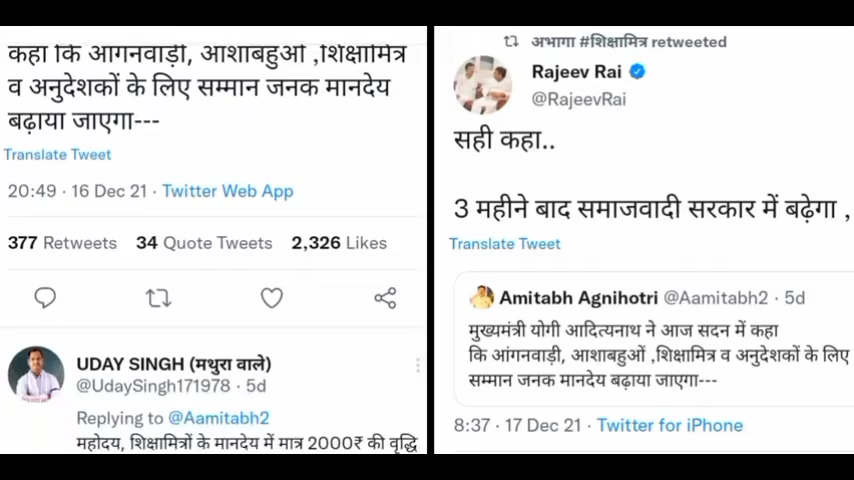 कहा कि आंगनवाड़ी, आशाबहुओं ,शिक्षामित्र
व अनुदेशकों के लिए सम्मान जनक मानदेय
बढ़ाया जाएगा---
Translate Tweet
20:49 · 16 Dec 21 · Twitter Web App
377 Retweets 34 Quote Tweets 2,326 Likes
UDAY SINGH (मथुरा वाले)
@UdaySingh171978 · 5d
Replying to @Aamitabh2
महोदय, शिक्षामित्रों के मानदेय में मात्र 2000₹ की वृद्धि
अभागा #शिक्षामित्र retweeted
Rajeev Rai
@RajeevRai
सही कहा..
3 महीने बाद समाजवादी सरकार में बढ़ेगा ,
Translate Tweet
Amitabh Agnihotri @Aamitabh2 · 5d
मुख्यमंत्री योगी आदित्यनाथ ने आज सदन में कहा
कि आंगनवाड़ी, आशाबहुओं ,शिक्षामित्र व अनुदेशकों के लिए
सम्मान जनक मानदेय बढ़ाया जाएगा---
8:37 · 17 Dec 21 · Twitter for iPhone